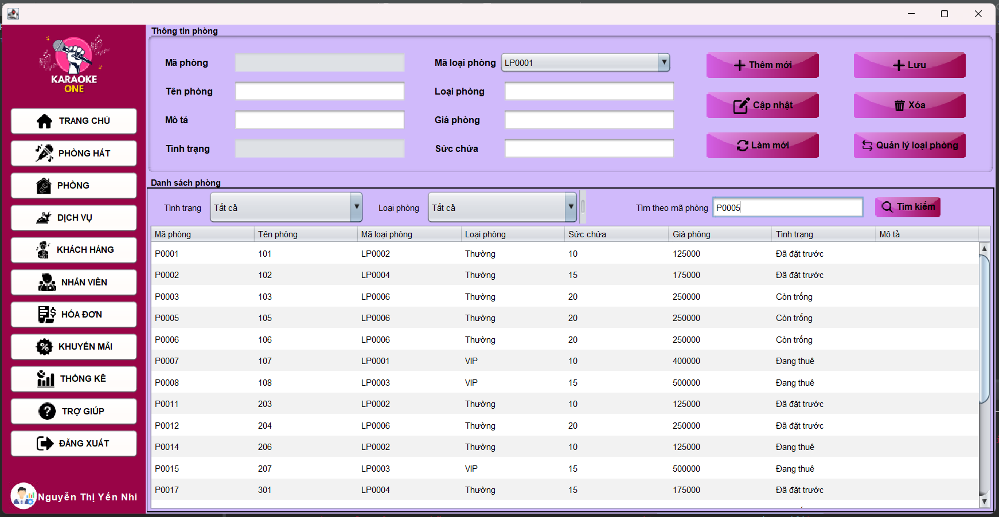 KARAOKE
ONE
TRANG CHỦ
PHÒNG HÁT
PHÒNG
DỊCH VỤ
KHÁCH HÀNG
NHÂN VIÊN
HÓA ĐƠN
KHUYẾN MÃI
THỐNG KÊ
TRỢ GIÚP
ĐĂNG XUẤT
Nguyễn Thị Yến Nhi
Thông tin phòng
Mã phòng Mã loại phòng LP0001 Thêm mới Lưu
Tên phòng Loại phòng
Mô tả Giá phòng Cập nhật Xóa
Tình trạng Sức chứa Làm mới Quản lý loại phòng
Danh sách phòng
Tình trạng Tất cả Loại phòng Tất cả Tìm theo mã phòng P0005 Tìm kiếm
Mã phòng Tên phòng Mã loại phòng Loại phòng Sức chứa Giá phòng Tình trạng Mô tả
P0001 101 LP0002 Thường 10 125000 Đã đặt trước
P0002 102 LP0004 Thường 15 175000 Đã đặt trước
P0003 103 LP0006 Thường 20 250000 Còn trống
P0005 105 LP0006 Thường 20 250000 Còn trống
P0006 106 LP0006 Thường 20 250000 Còn trống
P0007 107 LP0001 VIP 10 400000 Đang thuê
P0008 108 LP0003 VIP 15 500000 Đang thuê
P0011 203 LP0002 Thường 10 125000 Đã đặt trước
P0012 204 LP0006 Thường 20 250000 Đã đặt trước
P0014 206 LP0002 Thường 10 125000 Đang thuê
P0015 207 LP0003 VIP 15 500000 Đang thuê
P0017 301 LP0004 Thường 15 175000 Đã đặt trước